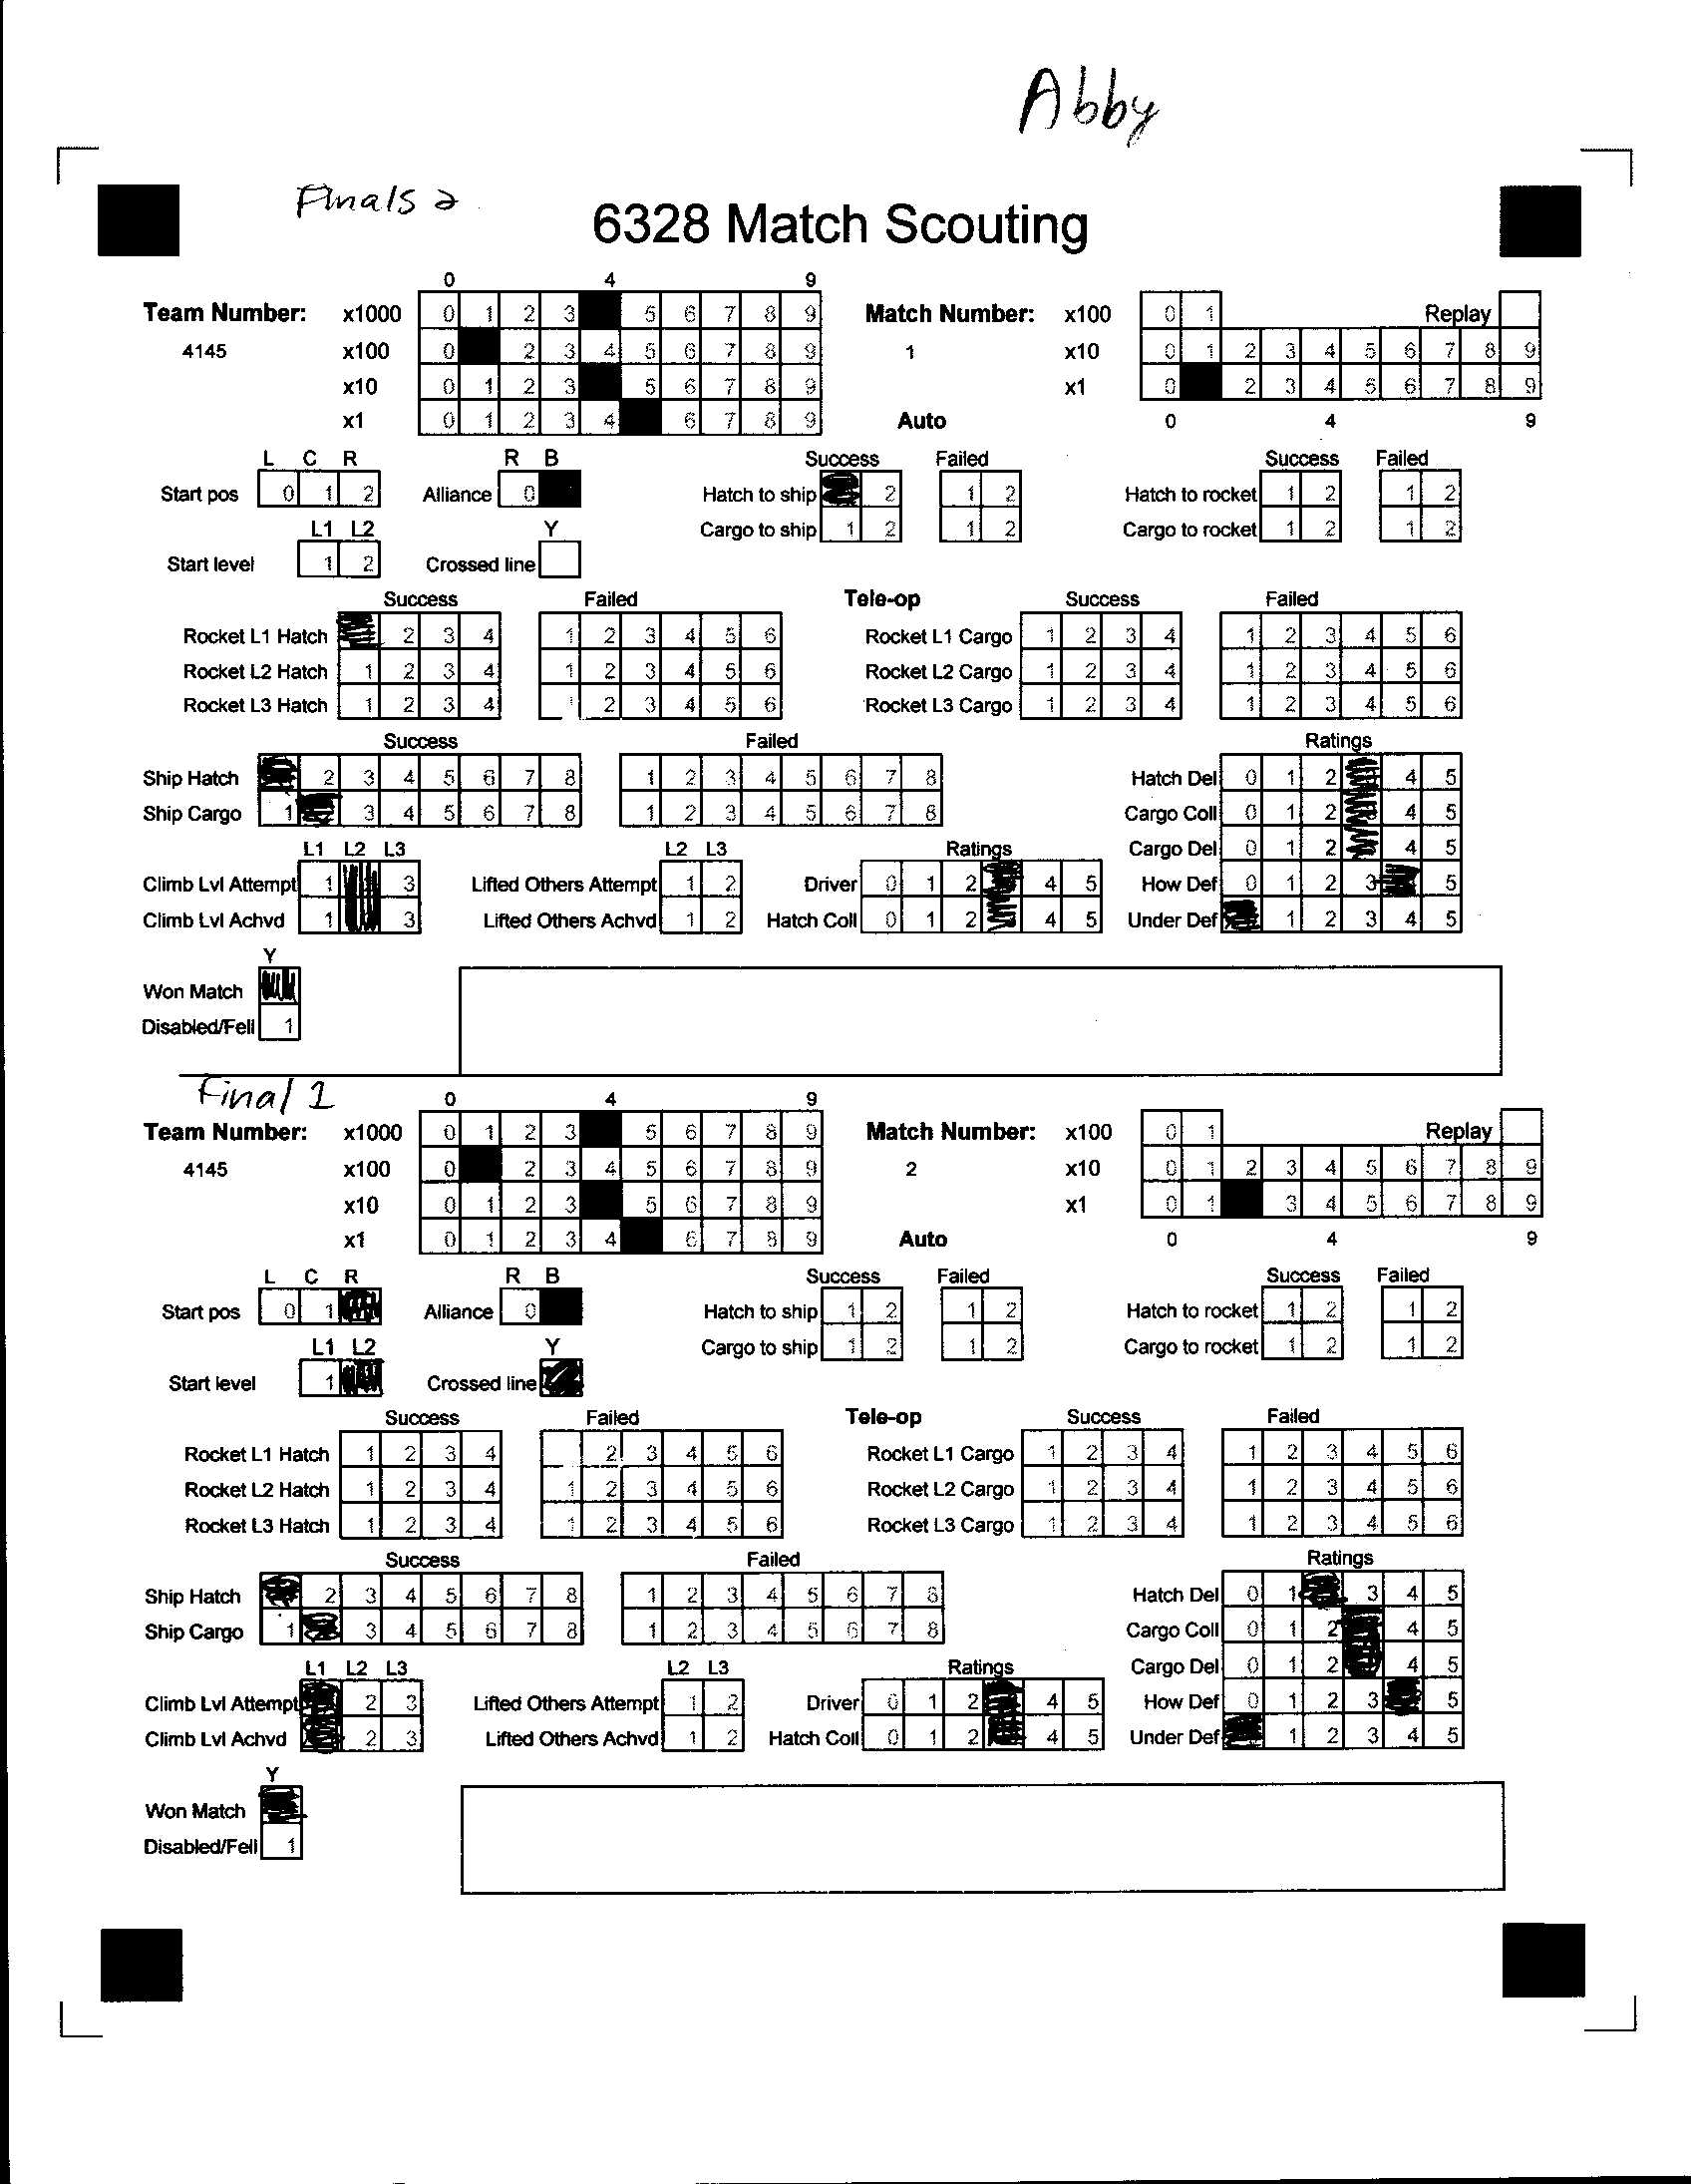 Abby
Finals 2
6328 Match Scouting
0 4 9
Team Number: x1000 0 1 2 3 5 6 7 8 9 Match Number: x100 0 1 Replay
4145 x100 0 2 3 4 5 6 7 8 9 1 x10 0 1 2 3 4 5 6 7 8 9
x10 0 1 2 3 5 6 7 8 9 x1 0 2 3 4 5 6 7 8 9
x1 0 1 2 3 4 6 7 8 9 Auto 0 4 9
L C R R B Success Failed Success Failed
Start pos 0 1 2 Alliance 0 Hatch to ship 2 1 2 Hatch to rocket 1 2 1 2
L1 L2 Y Cargo to ship 1 2 1 2 Cargo to rocket 1 2 1 2
Start level 1 2 Crossed line
Success Failed Tele-op Success Failed
Rocket L1 Hatch 2 3 4 1 2 3 4 5 6 Rocket L1 Cargo 1 2 3 4 1 2 3 4 5 6
Rocket L2 Hatch 1 2 3 4 1 2 3 4 5 6 Rocket L2 Cargo 1 2 3 4 1 2 3 4 5 6
Rocket L3 Hatch 1 2 3 4 1 2 3 4 5 6 Rocket L3 Cargo 1 2 3 4 1 2 3 4 5 6
Success Failed Ratings
Ship Hatch 2 3 4 5 6 7 8 1 2 3 4 5 6 7 8 Hatch Del 0 1 2 4 5
Ship Cargo 1 3 4 5 6 7 8 1 2 3 4 5 6 7 8 Cargo Coll 0 1 2 4 5
L1 L2 L3 L2 L3 Ratings Cargo Del 0 1 2 4 5
Climb Lvl Attempt 1 3 Lifted Others Attempt 1 2 Driver 0 1 2 4 5 How Def 0 1 2 3 5
Climb Lvl Achvd 1 3 Lifted Others Achvd 1 2 Hatch Coll 0 1 2 4 5 Under Def 1 2 3 4 5
Y
Won Match
Disabled/Fell 1
Final 1
0 4 9
Team Number: x1000 0 1 2 3 5 6 7 8 9 Match Number: x100 0 1 Replay
4145 x100 0 2 3 4 5 6 7 8 9 2 x10 0 1 2 3 4 5 6 7 8 9
x10 0 1 2 3 5 6 7 8 9 x1 0 1 3 4 5 6 7 8 9
x1 0 1 2 3 4 6 7 8 9 Auto 0 4 9
L C R R B Success Failed Success Failed
Start pos 0 1 Alliance 0 Hatch to ship 1 2 1 2 Hatch to rocket 1 2 1 2
L1 L2 Y Cargo to ship 1 2 1 2 Cargo to rocket 1 2 1 2
Start level 1 Crossed line
Success Failed Tele-op Success Failed
Rocket L1 Hatch 1 2 3 4 2 3 4 5 6 Rocket L1 Cargo 1 2 3 4 1 2 3 4 5 6
Rocket L2 Hatch 1 2 3 4 1 2 3 4 5 6 Rocket L2 Cargo 1 2 3 4 1 2 3 4 5 6
Rocket L3 Hatch 1 2 3 4 1 2 3 4 5 6 Rocket L3 Cargo 1 2 3 4 1 2 3 4 5 6
Success Failed Ratings
Ship Hatch 2 3 4 5 6 7 8 1 2 3 4 5 6 7 8 Hatch Del 0 1 3 4 5
Ship Cargo 1 3 4 5 6 7 8 1 2 3 4 5 6 7 8 Cargo Coll 0 1 2 4 5
L1 L2 L3 L2 L3 Ratings Cargo Del 0 1 2 4 5
Climb Lvl Attempt 2 3 Lifted Others Attempt 1 2 Driver 0 1 2 4 5 How Def 0 1 2 3 5
Climb Lvl Achvd 2 3 Lifted Others Achvd 1 2 Hatch Coll 0 1 2 4 5 Under Def 1 2 3 4 5
Y
Won Match
Disabled/Fell 1